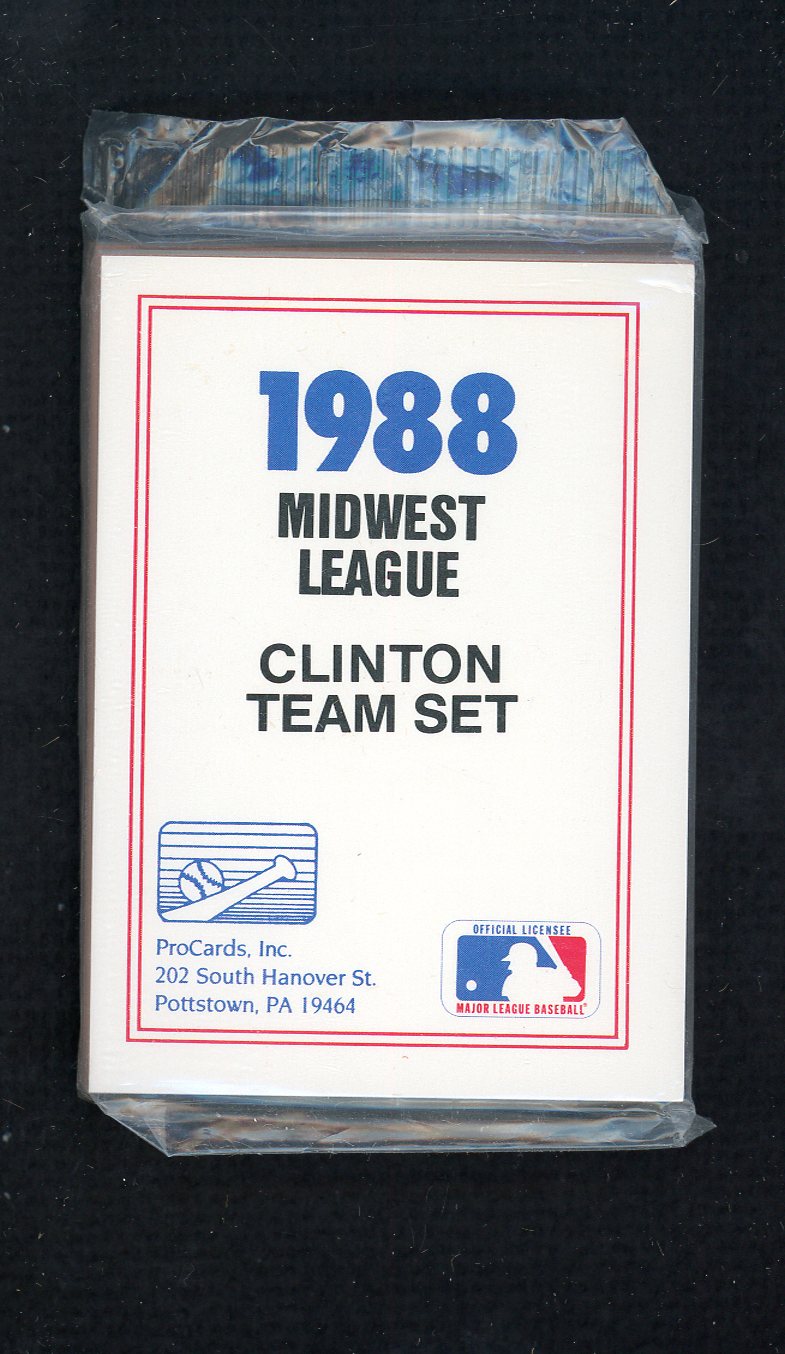 1988
MIDWEST
LEAGUE
CLINTON
TEAM SET
ProCards, Inc.
202 South Hanover St.
Pottstown, PA 19464
OFFICIAL LICENSEE
MAJOR LEAGUE BASEBALL®